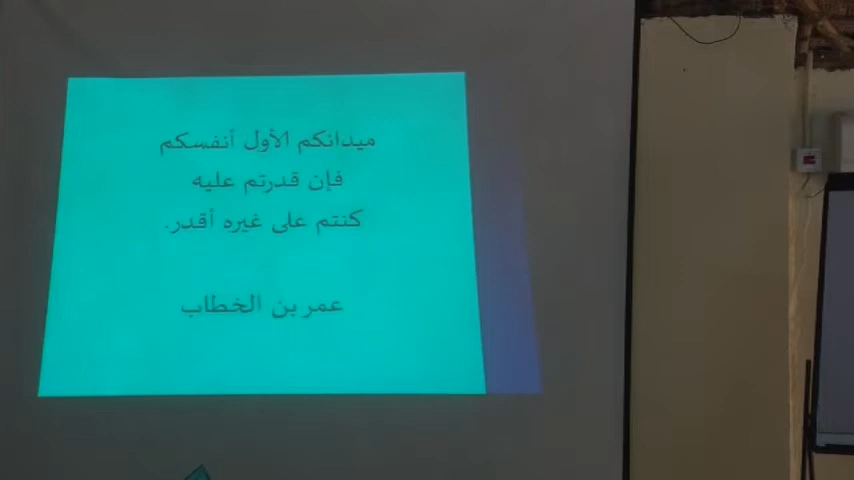 ميدانكم الأول أنفسكم
فإن قدرتم عليه
كنتم على غيره أقدر.
عمر بن الخطاب